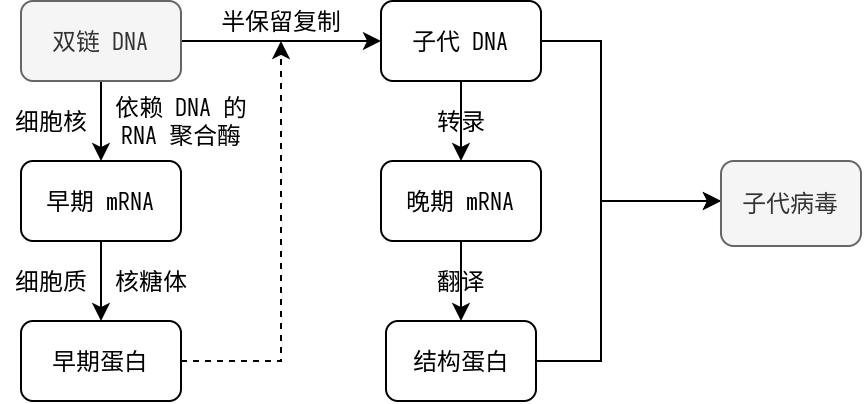 双链 DNA
半保留复制
子代 DNA
细胞核
依赖 DNA 的
RNA 聚合酶
转录
早期 mRNA
晚期 mRNA
子代病毒
细胞质
核糖体
翻译
早期蛋白
结构蛋白